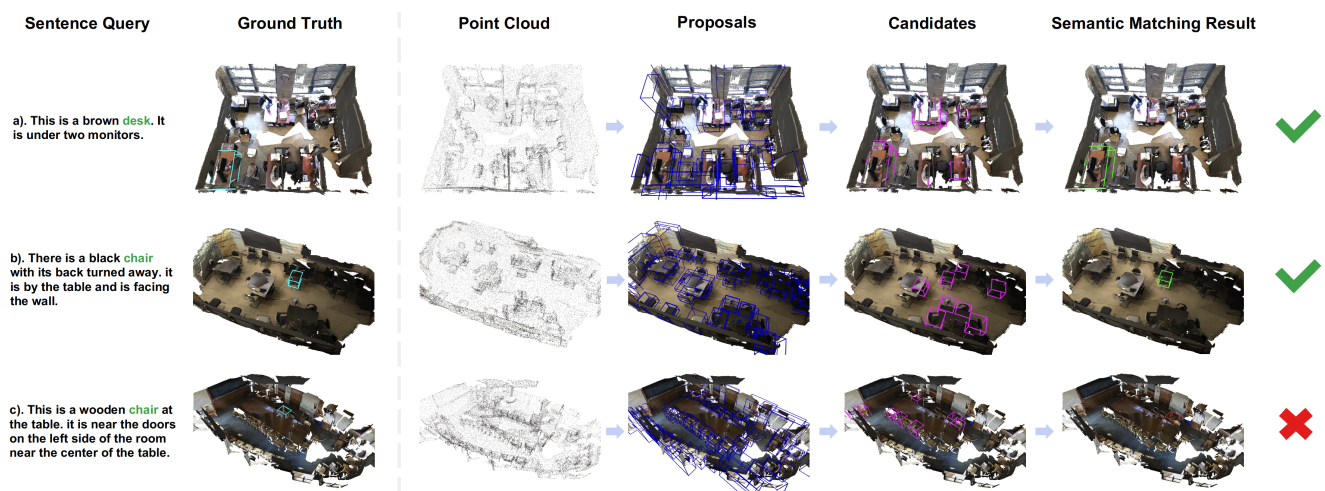 Sentence Query
Ground Truth
Point Cloud
Proposals
Candidates
Semantic Matching Result
a). This is a brown desk. It
is under two monitors.
b). There is a black chair
with its back turned away. it
is by the table and is facing
the wall.
c). This is a wooden chair at
the table. it is near the doors
on the left side of the room
near the center of the table.